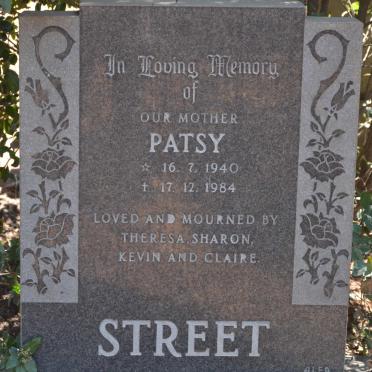 In Loving Memory
of
OUR MOTHER
PATSY
☆ 16. 7. 1940
† 17. 12. 1984
LOVED AND MOURNED BY
THERESA, SHARON,
KEVIN AND CLAIRE.
STREET